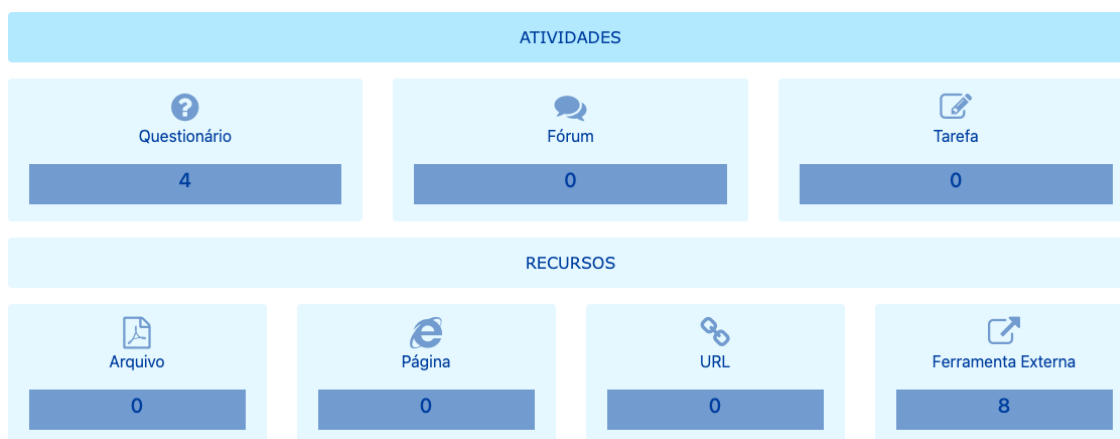 ATIVIDADES
Questionário
Fórum
Tarefa
4
0
0
RECURSOS
Arquivo
Página
URL
Ferramenta Externa
0
0
0
8